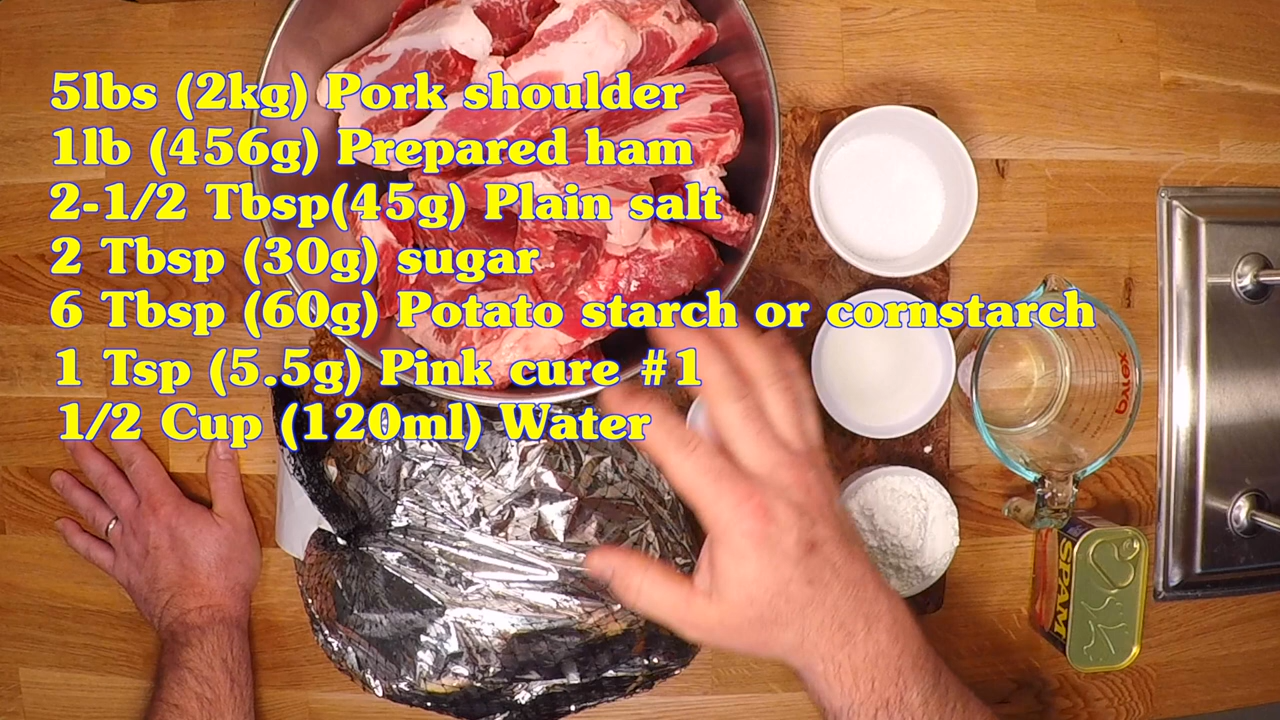 5lbs (2kg) Pork shoulder
1lb (456g) Prepared ham
2-1/2 Tbsp(45g) Plain salt
2 Tbsp (30g) sugar
6 Tbsp (60g) Potato starch or cornstarch
1 Tsp (5.5g) Pink cure #1
1/2 Cup (120ml) Water
PYREX
SPAM